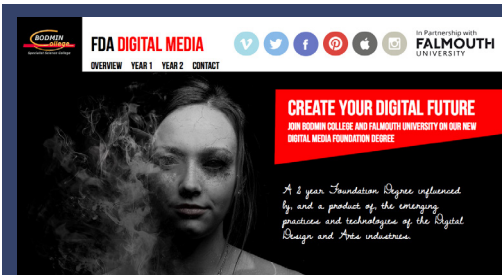 BODMIN
College
Specialist Science College
FDA DIGITAL MEDIA
OVERVIEW YEAR 1 YEAR 2 CONTACT
In Partnership with
FALMOUTH
UNIVERSITY
CREATE YOUR DIGITAL FUTURE
JOIN BODMIN COLLEGE AND FALMOUTH UNIVERSITY ON OUR NEW
DIGITAL MEDIA FOUNDATION DEGREE
A 2 year Foundation Degree influenced
by, and a product of, the emerging
practices and technologies of the Digital
Design and Arts industries.